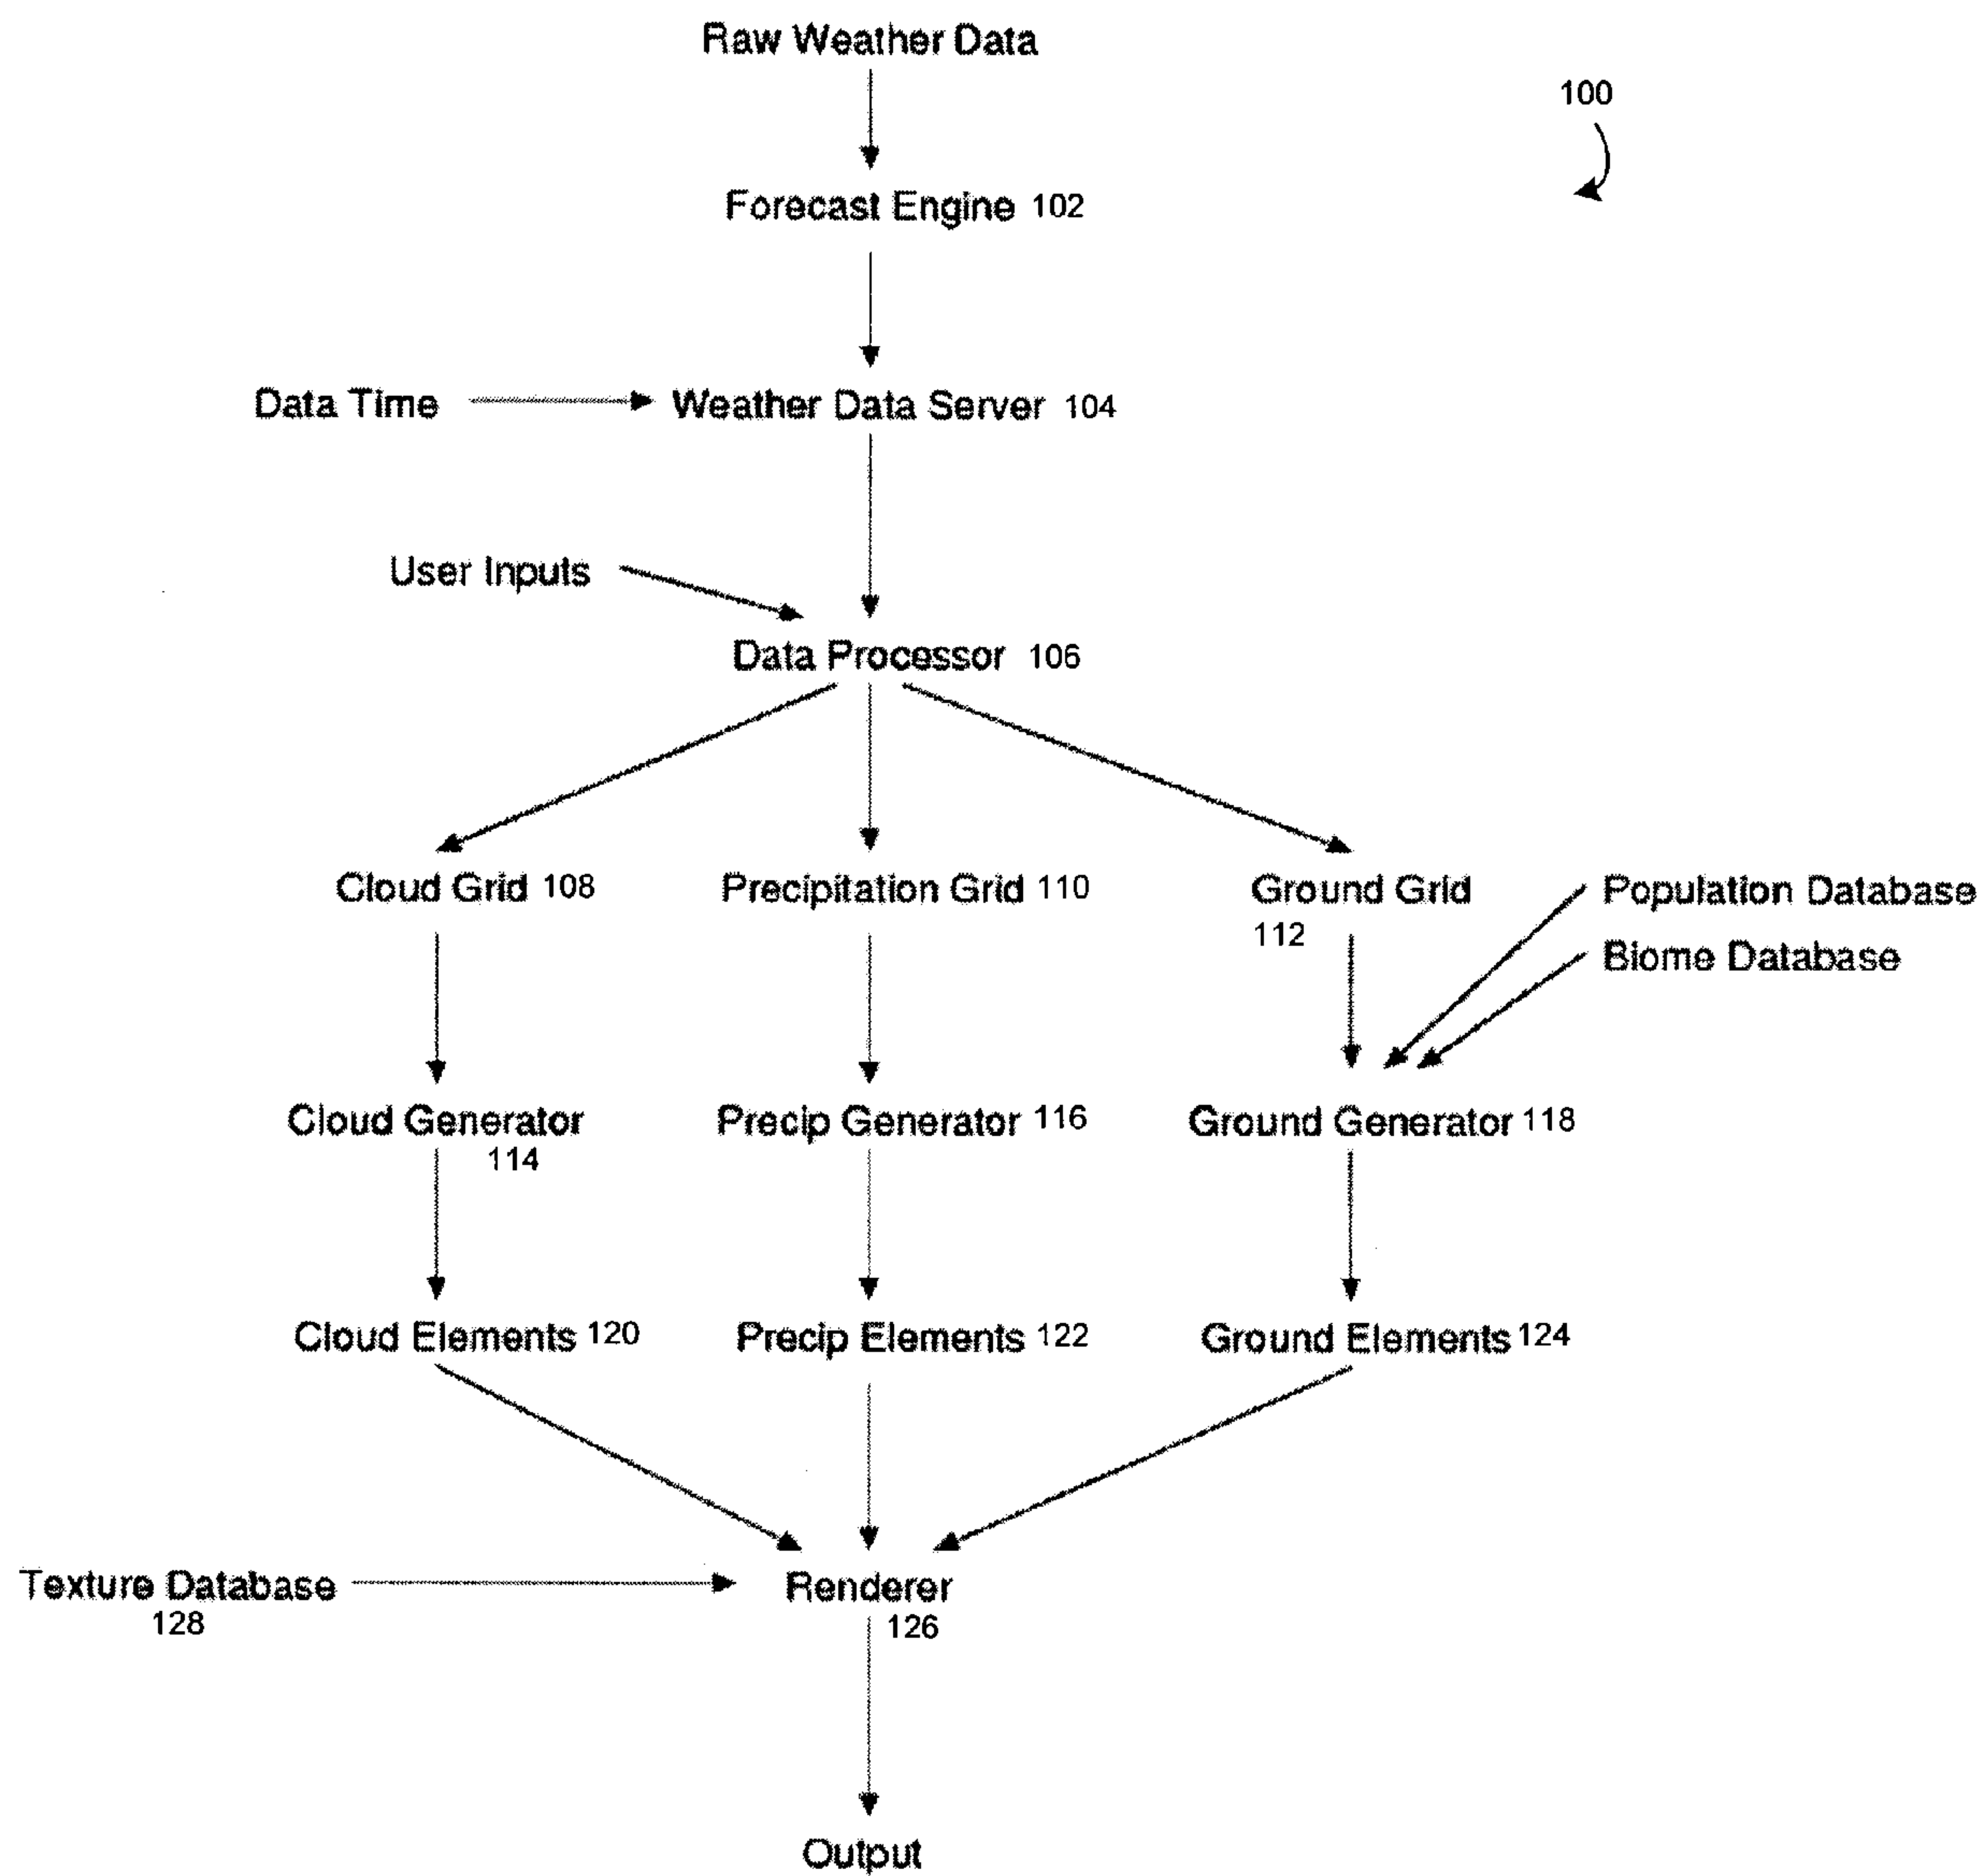 Raw Weather Data
100
Forecast Engine 102
Data Time
Weather Data Server 104
User Inputs
Data Processor 106
Cloud Grid 108
Precipitation Grid 110
Ground Grid
112
Population Database
Biome Database
Cloud Generator
114
Precip Generator 116
Ground Generator 118
Cloud Elements 120
Precip Elements 122
Ground Elements 124
Texture Database
128
Renderer
126
Output